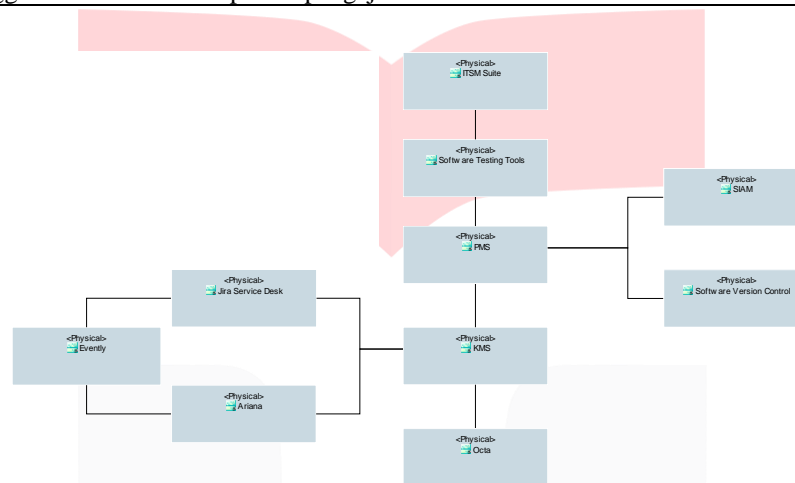 <Physical>
ITSM Suite
<Physical>
Software Testing Tools
<Physical>
SIAM
<Physical>
PMS
<Physical>
Jira Service Desk
<Physical>
Software Version Control
<Physical>
Evently
<Physical>
KMS
<Physical>
Ariana
<Physical>
Octa